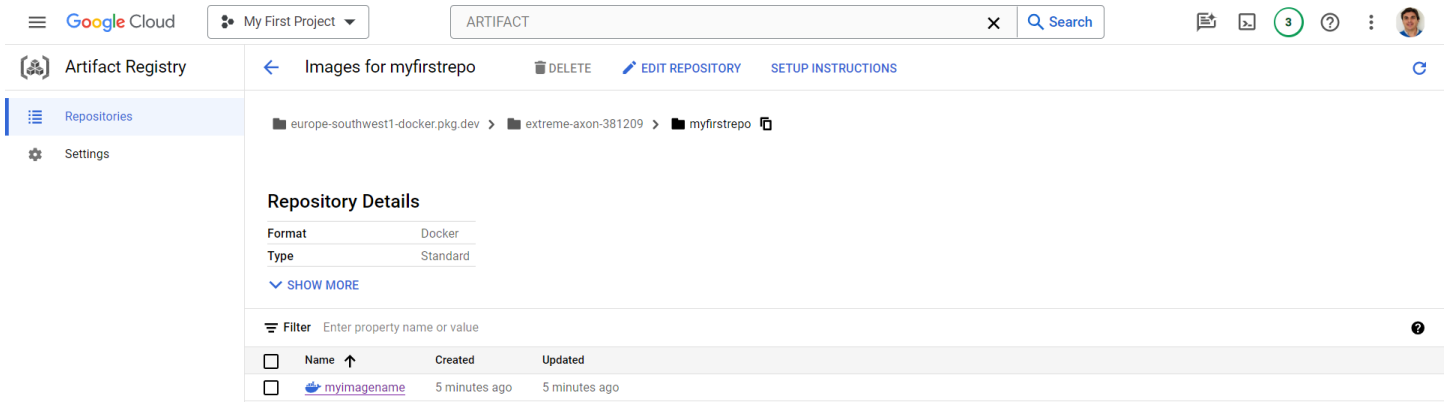 Google Cloud My First Project ARTIFACT Search 3
Artifact Registry Images for myfirstrepo DELETE EDIT REPOSITORY SETUP INSTRUCTIONS
Repositories
Settings
europe-southwest1-docker.pkg.dev extreme-axon-381209 myfirstrepo
Repository Details
Format Docker
Type Standard
SHOW MORE
Filter Enter property name or value
Name Created Updated
myimagename 5 minutes ago 5 minutes ago